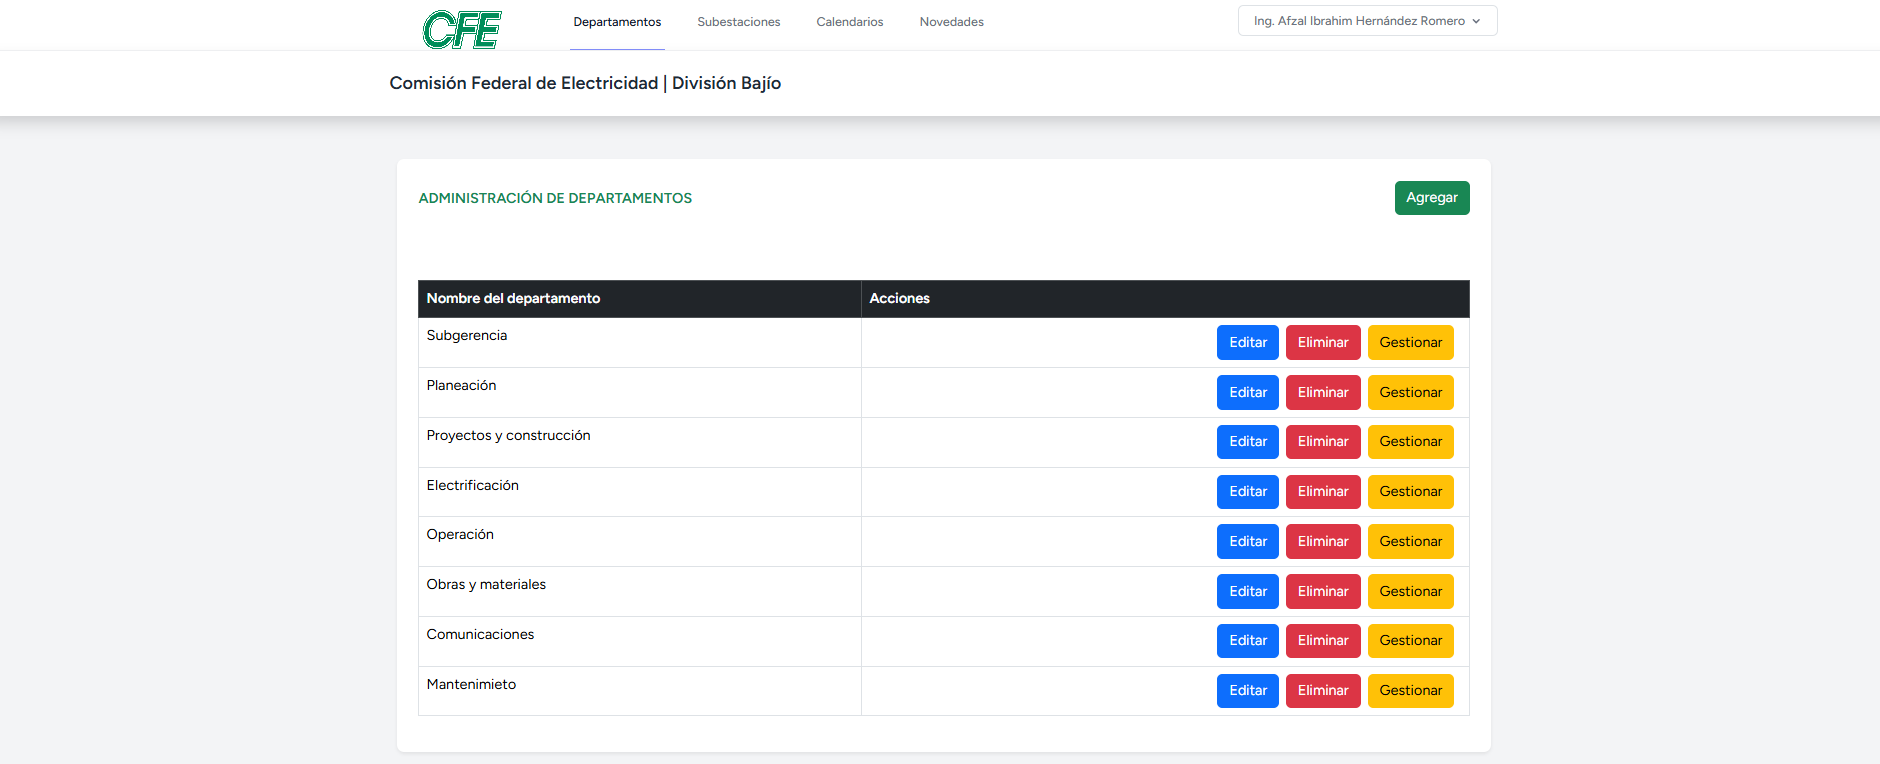 CFE
Departamentos Subestaciones Calendarios Novedades Ing. Afzal Ibrahim Hernández Romero
Comisión Federal de Electricidad | División Bajío
ADMINISTRACIÓN DE DEPARTAMENTOS Agregar
Nombre del departamento Acciones
Subgerencia Editar Eliminar Gestionar
Planeación Editar Eliminar Gestionar
Proyectos y construcción Editar Eliminar Gestionar
Electrificación Editar Eliminar Gestionar
Operación Editar Eliminar Gestionar
Obras y materiales Editar Eliminar Gestionar
Comunicaciones Editar Eliminar Gestionar
Mantenimieto Editar Eliminar Gestionar